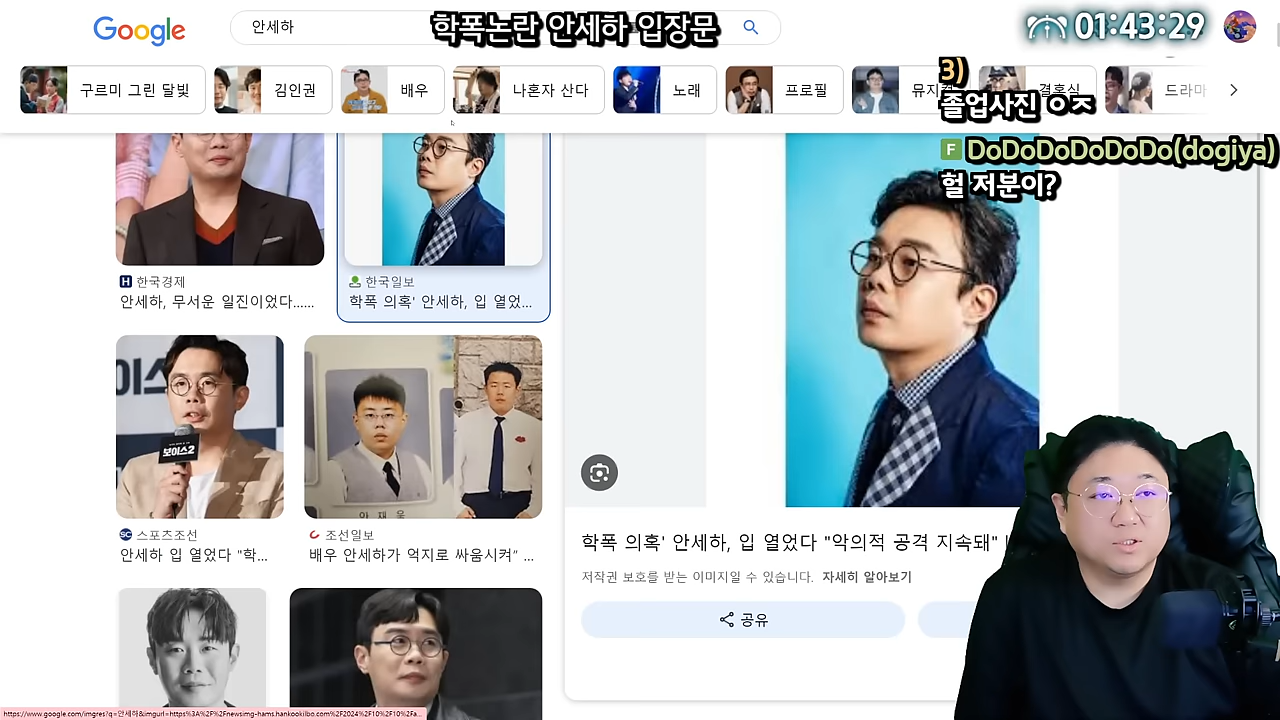 Google
안세하
학폭논란 안세하 입장문
01:43:29
구르미 그린 달빛
김인권
배우
나혼자 산다
노래
프로필
뮤지컬
결혼식
드라마
3)
졸업사진 ㅇㅈ
F DoDoDoDoDoDo(dogiya)
헐 저분이?
H 한국경제
안세하, 무서운 일진이었다......
한국일보
학폭 의혹' 안세하, 입 열었...
보이스2
SC 스포츠조선
안세하 입 열었다 "학...
안 재 욱
조선일보
배우 안세하가 억지로 싸움시켜" ...
학폭 의혹' 안세하, 입 열었다 "악의적 공격 지속돼"
저작권 보호를 받는 이미지일 수 있습니다. 자세히 알아보기
공유